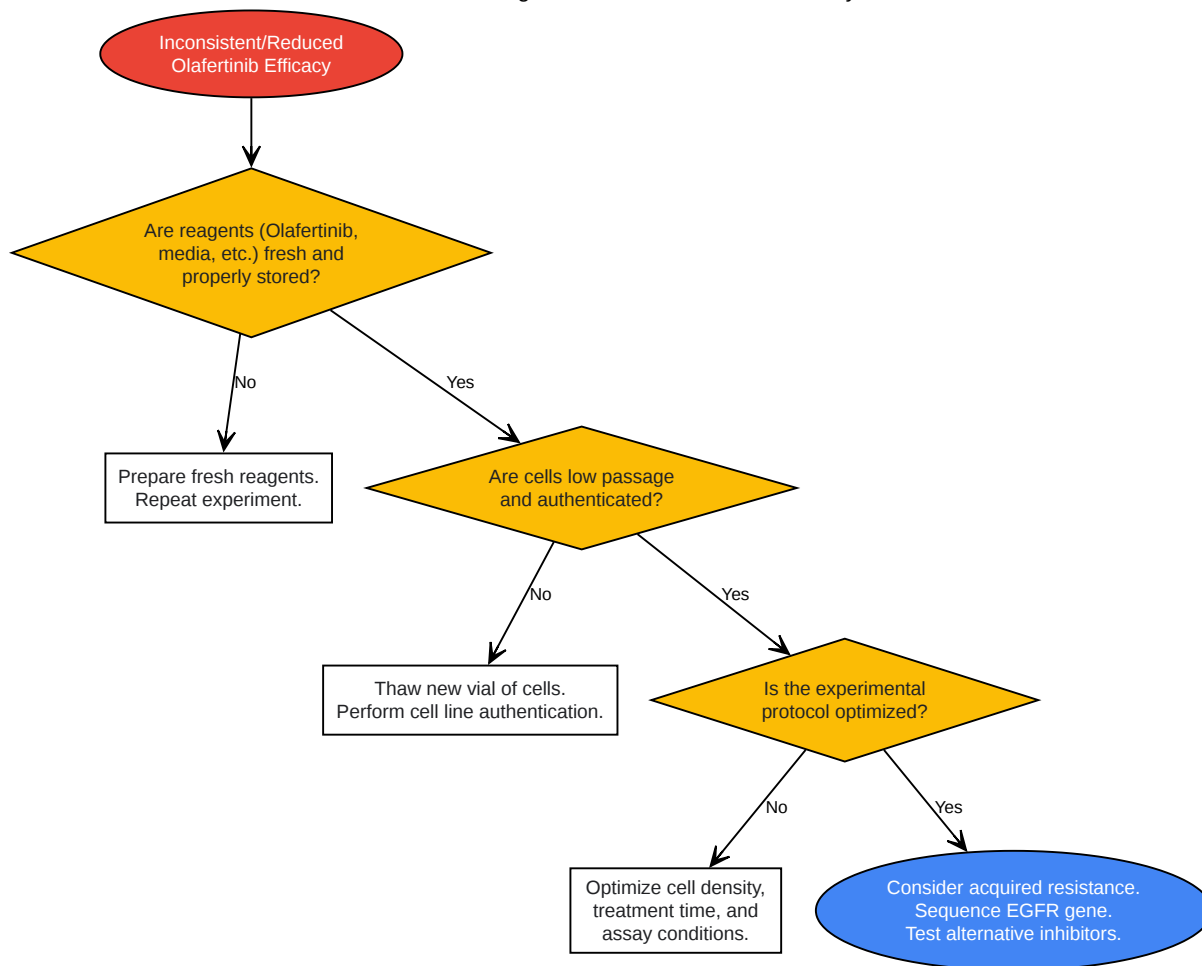 Inconsistent/Reduced
Olafertinib Efficacy
Are reagents (Olafertinib,
media, etc.) fresh and
properly stored?
No
Yes
Prepare fresh reagents.
Repeat experiment.
Are cells low passage
and authenticated?
No
Yes
Thaw new vial of cells.
Perform cell line authentication.
Is the experimental
protocol optimized?
No
Yes
Optimize cell density,
treatment time, and
assay conditions.
Consider acquired resistance.
Sequence EGFR gene.
Test alternative inhibitors.